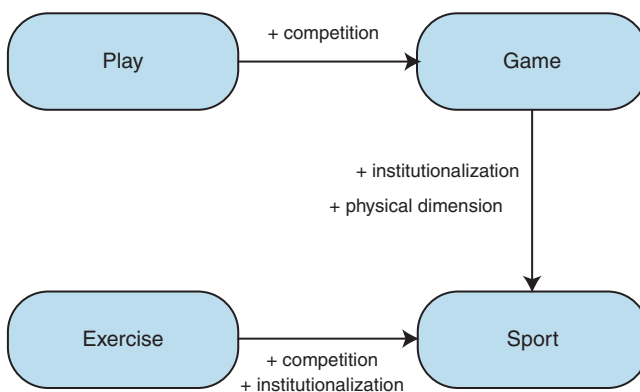 + competition
Play
Game
+ institutionalization
+ physical dimension
Exercise
Sport
+ competition
+ institutionalization